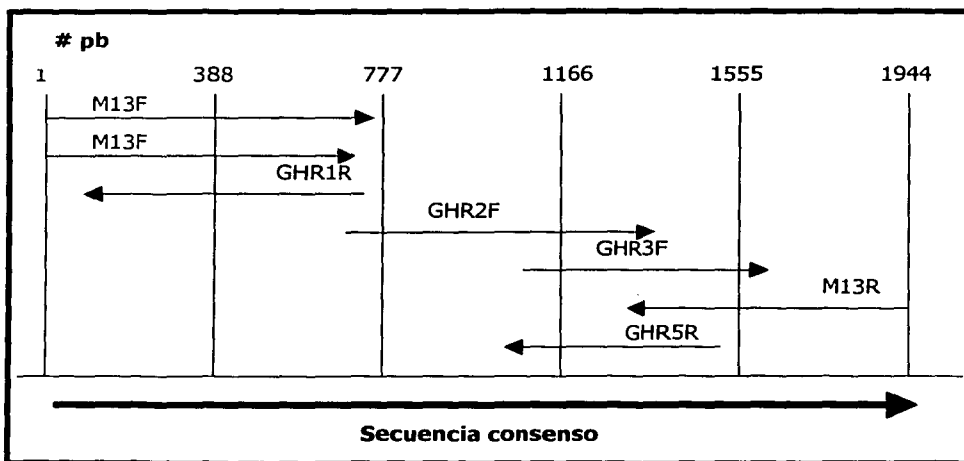 # pb
1 388 777 1166 1555 1944
M13F
M13F
GHR1R
GHR2F
GHR3F
M13R
GHR5R
Secuencia consenso